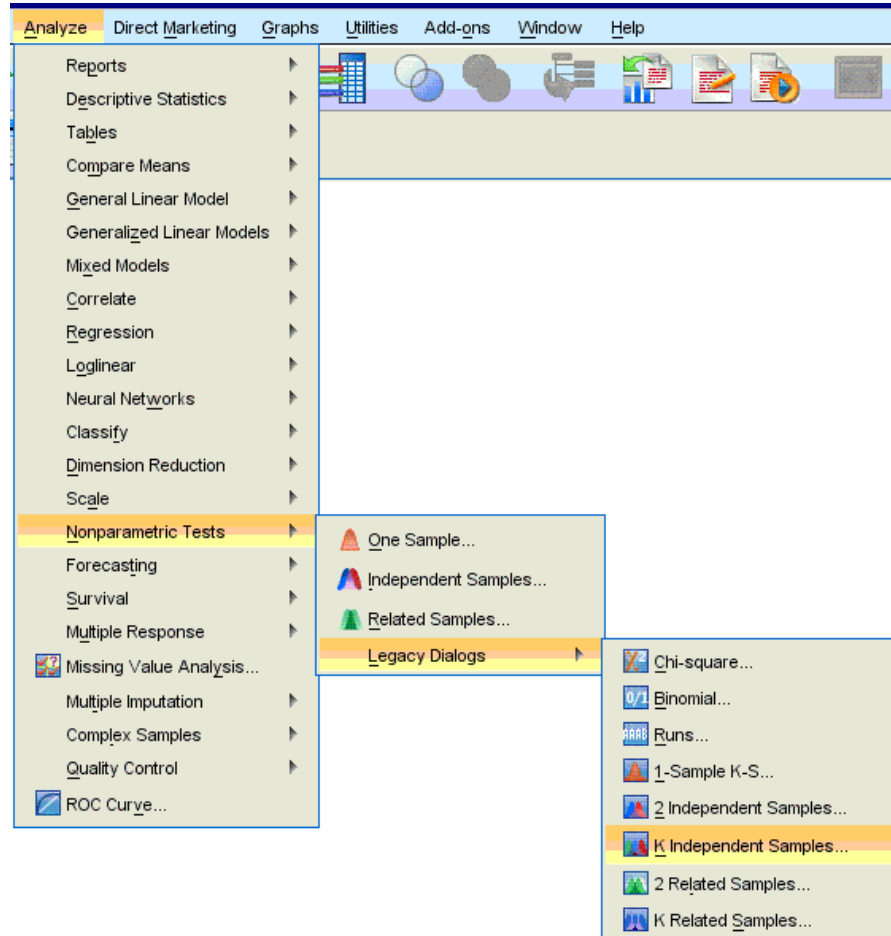 Analyze Direct Marketing Graphs Utilities Add-ons Window Help
Reports
Descriptive Statistics
Tables
Compare Means
General Linear Model
Generalized Linear Models
Mixed Models
Correlate
Regression
Loglinear
Neural Networks
Classify
Dimension Reduction
Scale
Nonparametric Tests
Forecasting
Survival
Multiple Response
Missing Value Analysis...
Multiple Imputation
Complex Samples
Quality Control
ROC Curve...
One Sample...
Independent Samples...
Related Samples...
Legacy Dialogs
Chi-square...
0/1 Binomial...
AAAB Runs...
1-Sample K-S...
2 Independent Samples...
K Independent Samples...
2 Related Samples...
K Related Samples...